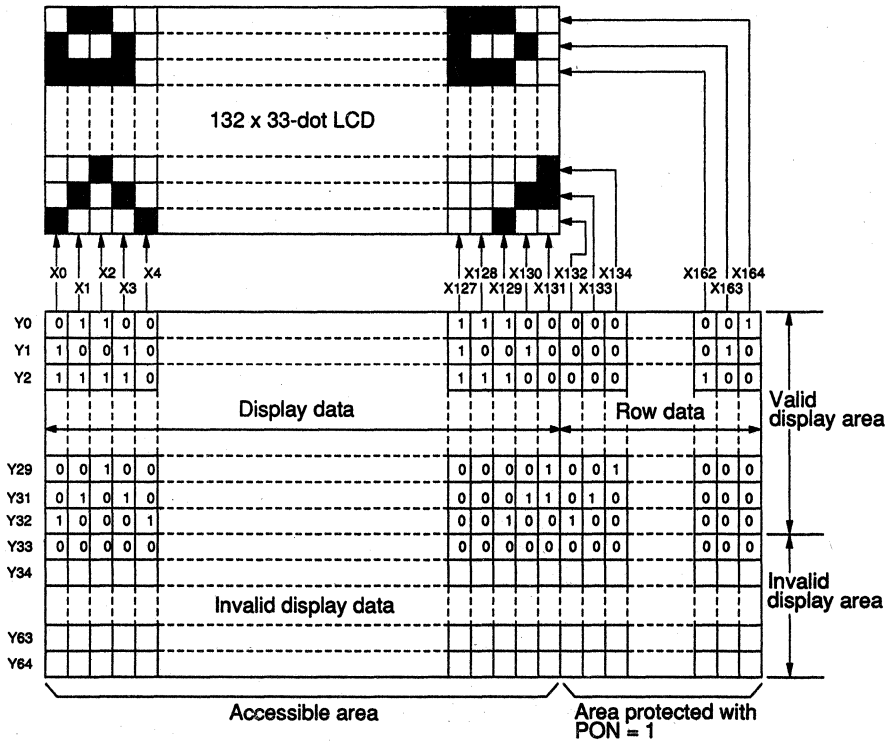 132 x 33-dot LCD
X0 X2 X4 X128 X130 X132 X134 X162 X164
X1 X3 X127 X129 X131 X133 X163
Y0 0 1 1 0 0 1 1 1 0 0 0 0 0 0 0 1
Y1 1 0 0 1 0 1 0 0 1 0 0 0 0 0 1 0
Y2 1 1 1 1 0 1 1 1 0 0 0 0 0 1 0 0
Display data
Row data
Valid
display area
Y29 0 0 1 0 0 0 0 0 0 1 0 0 1 0 0 0
Y31 0 1 0 1 0 0 0 0 1 1 0 1 0 0 0 0
Y32 1 0 0 0 1 0 0 1 0 0 1 0 0 0 0 0
Y33 0 0 0 0 0 0 0 0 0 0 0 0 0 0 0 0
Y34
Invalid display data
Invalid
display area
Y63
Y64
Accessible area
Area protected with
PON = 1